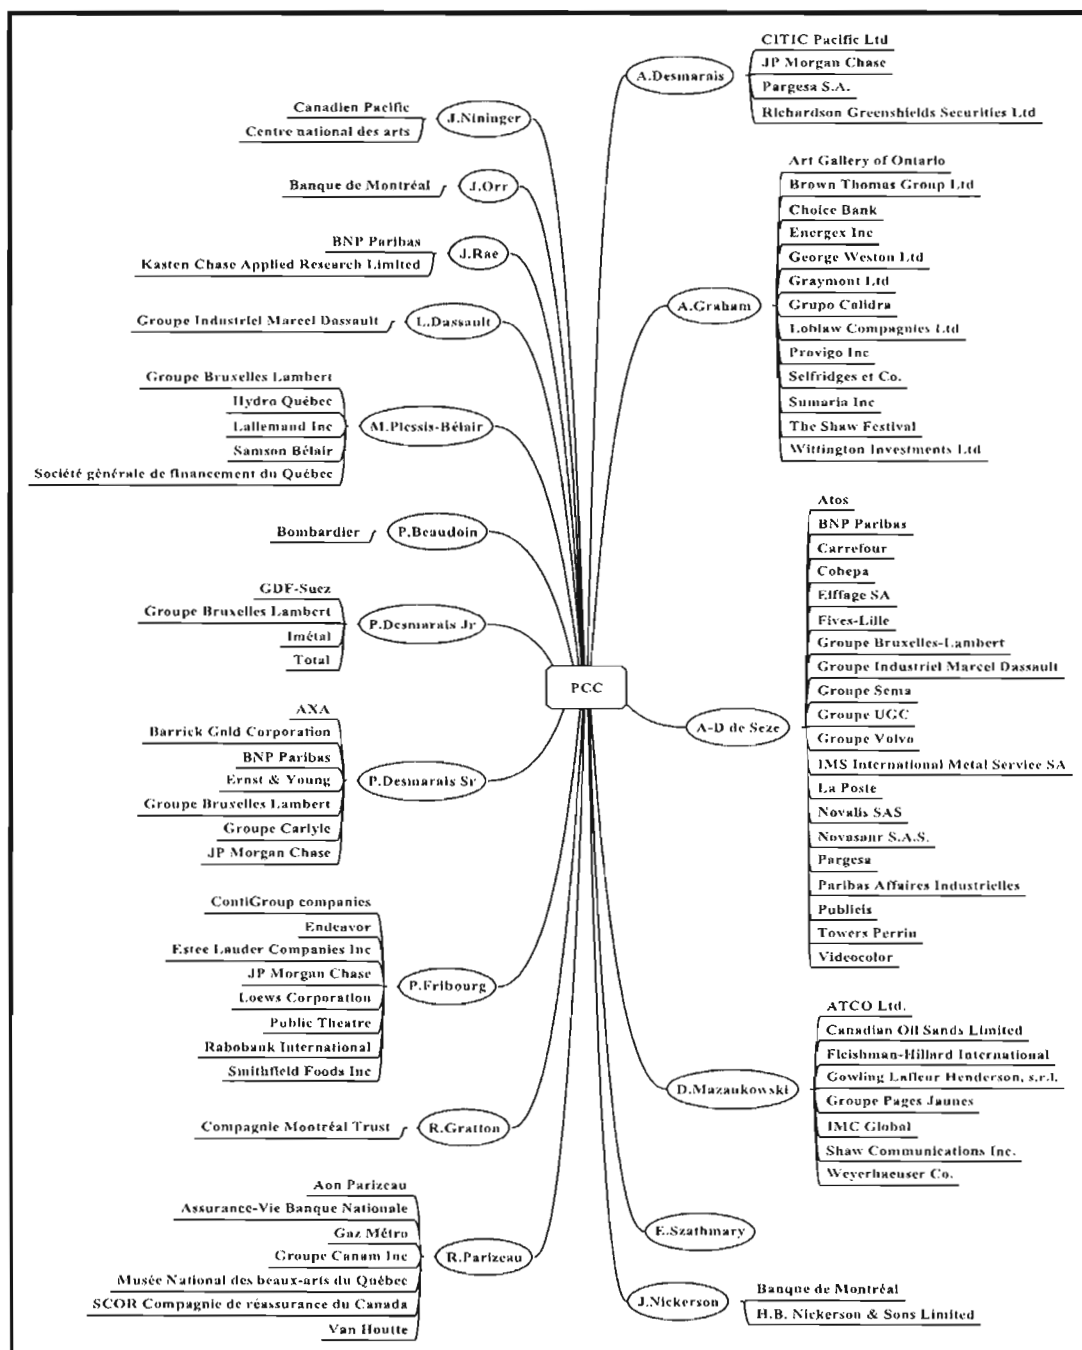 J.Nininger
Canadien Pacific
Centre national des arts
J.Orr
Banque de Montréal
J.Rae
BNP Paribas
Kasten Chase Applied Research Limited
L.Dassault
Groupe Industriel Marcel Dassault
M.Plessis-Bélair
Groupe Bruxelles Lambert
Hydro Québec
Lallemand Inc
Samson Bélair
Société générale de financement du Québec
P.Beaudoin
Bombardier
P.Desmarais Jr
GDF-Suez
Groupe Bruxelles Lambert
Imétal
Total
P.Desmarais Sr
AXA
Barrick Gold Corporation
BNP Paribas
Ernst & Young
Groupe Bruxelles Lambert
Groupe Carlyle
JP Morgan Chase
P.Fribourg
ContiGroup companies
Endeavor
Estee Lauder Companies Inc
JP Morgan Chase
Loews Corporation
Public Theatre
Rabobank International
Smithfield Foods Inc
R.Gratton
Compagnie Montréal Trust
R.Parizeau
Aon Parizeau
Assurance-Vie Banque Nationale
Gaz Métro
Groupe Canam Inc
Musée National des beaux-arts du Québec
SCOR Compagnie de réassurance du Canada
Van Houtte
PCC
A.Desmarais
CITIC Pacific Ltd
JP Morgan Chase
Pargesa S.A.
Richardson Greenshields Securities Ltd
A.Graham
Art Gallery of Ontario
Brown Thomas Group Ltd
Choice Bank
Energex Inc
George Weston Ltd
Graymont Ltd
Grupo Calidra
Loblaw Compagnies Ltd
Provigo Inc
Selfridges et Co.
Sumaria Inc
The Shaw Festival
Wittington Investments Ltd
A-D de Seze
Atos
BNP Paribas
Carrefour
Cobepa
Eiffage SA
Fives-Lille
Groupe Bruxelles-Lambert
Groupe Industriel Marcel Dassault
Groupe Sema
Groupe UGC
Groupe Volvo
IMS International Metal Service SA
La Poste
Novalis SAS
Novasaur S.A.S.
Pargesa
Paribas Affaires Industrielles
Publicis
Towers Perrin
Videocolor
D.Mazaukowski
ATCO Ltd.
Canadian Oil Sands Limited
Fleishman-Hillard International
Gowling Lafleur Henderson, s.r.l.
Groupe Pages Jaunes
IMC Global
Shaw Communications Inc.
Weyerhaeuser Co.
E.Szathmary
J.Nickerson
Banque de Montréal
H.B. Nickerson & Sons Limited